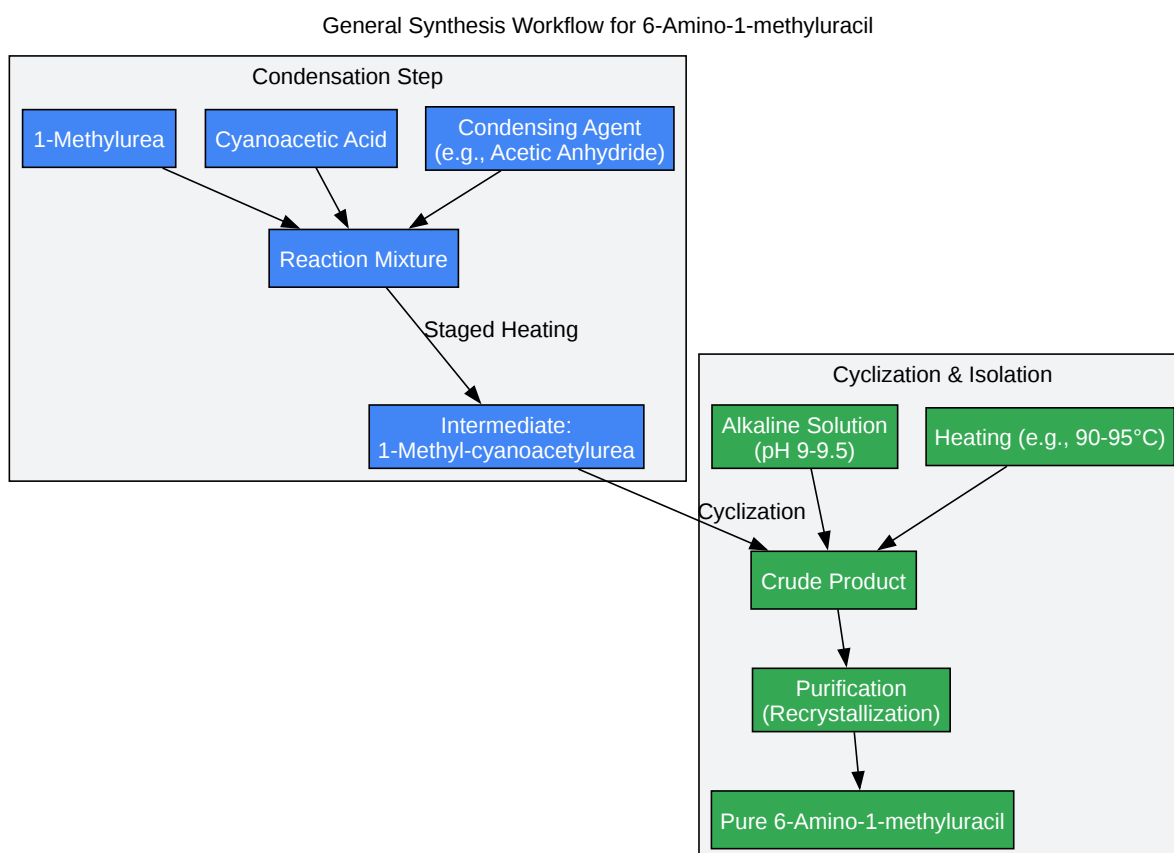 General Synthesis Workflow for 6-Amino-1-methyluracil
Condensation Step
1-Methylurea
Cyanoacetic Acid
Condensing Agent
(e.g., Acetic Anhydride)
Reaction Mixture
Staged Heating
Intermediate:
1-Methyl-cyanoacetylurea
Cyclization & Isolation
Alkaline Solution
(pH 9-9.5)
Heating (e.g., 90-95°C)
Cyclization
Crude Product
Purification
(Recrystallization)
Pure 6-Amino-1-methyluracil